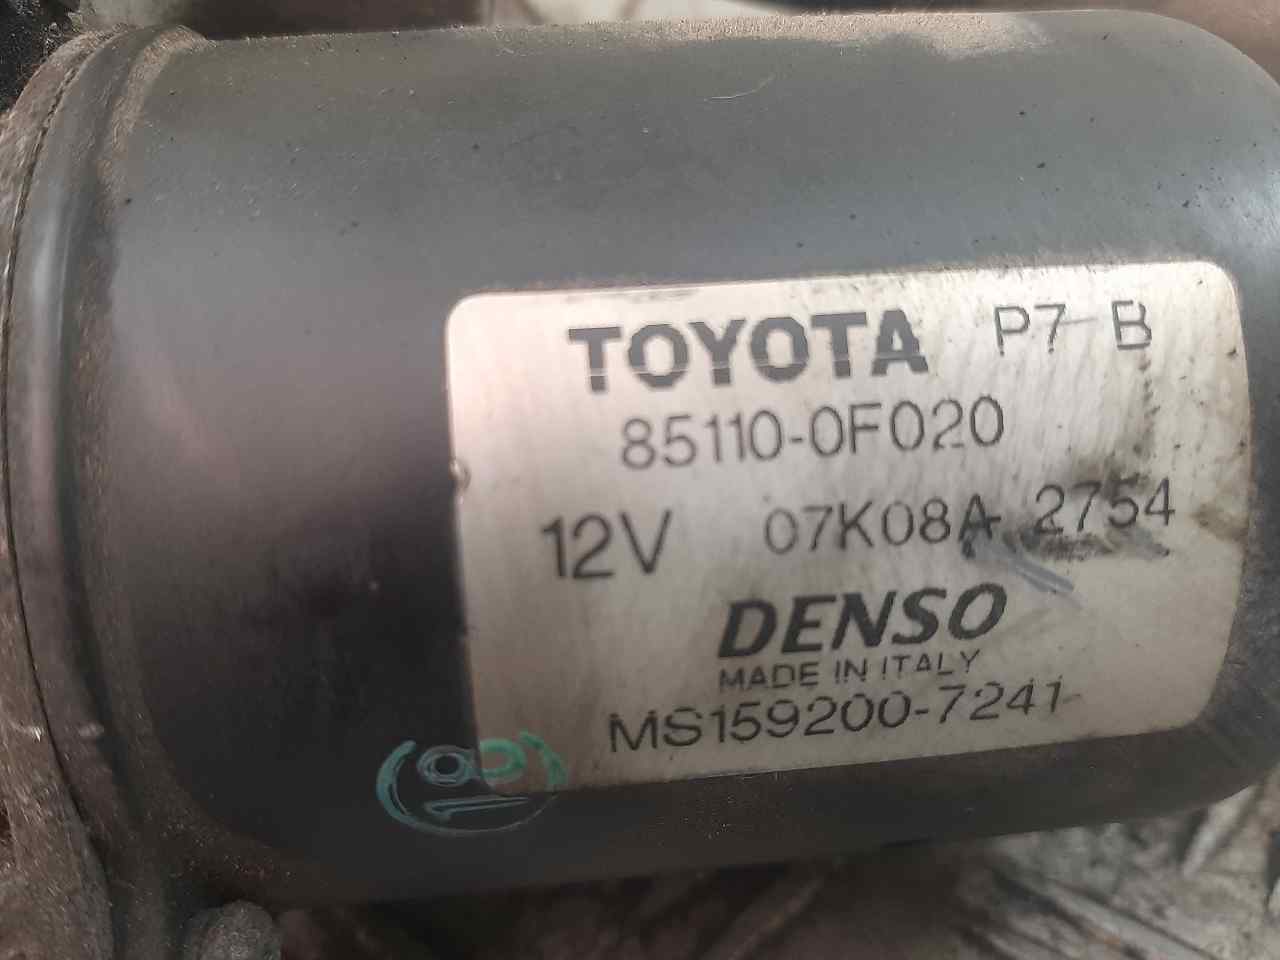 TOYOTA P7 B
85110-0F020
12V 07K08A 2754
DENSO
MADE IN ITALY
MS159200-7241